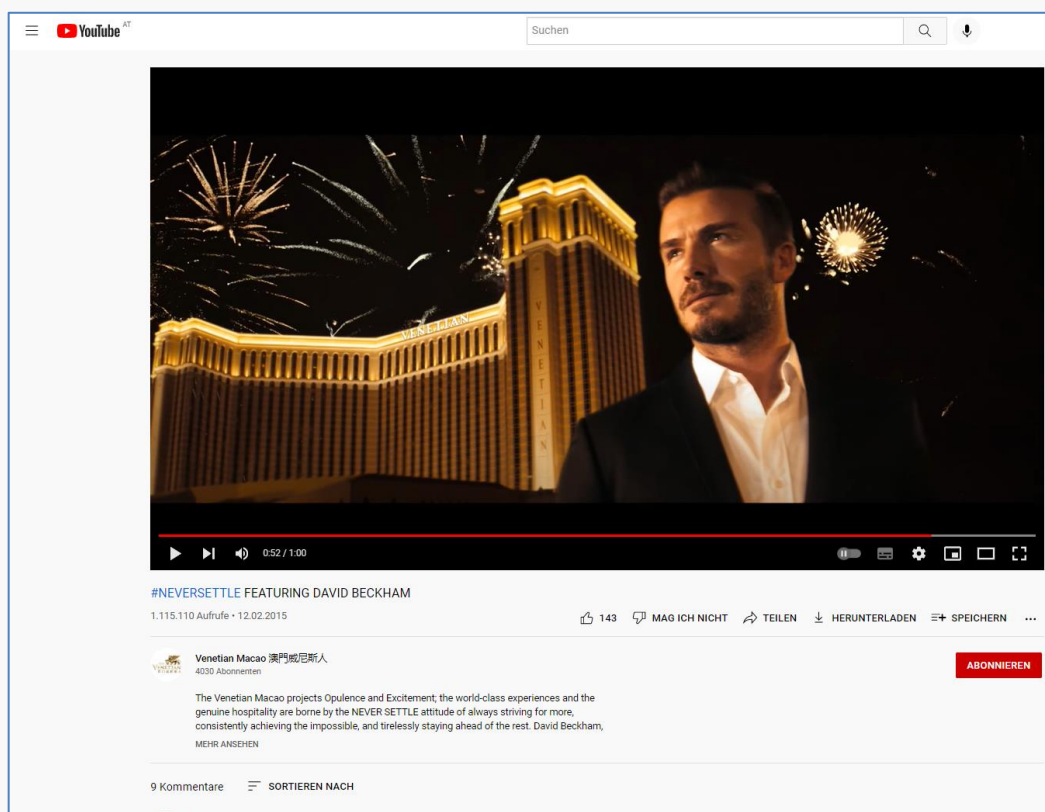 YouTube AT
Suchen
VENETIAN
VENETIAN
0:52 / 1:00
#NEVERSETTLE FEATURING DAVID BECKHAM
1.115.110 Aufrufe • 12.02.2015
143 MAG ICH NICHT TEILEN HERUNTERLADEN SPEICHERN ...
Venetian Macao 澳門威尼斯人
4030 Abonnenten
ABONNIEREN
The Venetian Macao projects Opulence and Excitement; the world-class experiences and the
genuine hospitality are borne by the NEVER SETTLE attitude of always striving for more,
consistently achieving the impossible, and tirelessly staying ahead of the rest. David Beckham,
MEHR ANSEHEN
9 Kommentare SORTIEREN NACH